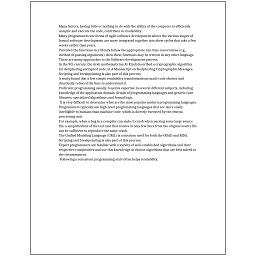 Many factors, having little or nothing to do with the ability of the computer to efficiently
compile and execute the code, contribute to readability.
Many programmers use forms of Agile software development where the various stages of
formal software development are more integrated together into short cycles that take a few
weeks rather than years.
Provided the functions in a library follow the appropriate run-time conventions (e.g.,
method of passing arguments), then these functions may be written in any other language.
There are many approaches to the Software development process.
In the 9th century, the Arab mathematician Al-Kindi described a cryptographic algorithm
for deciphering encrypted code, in A Manuscript on Deciphering Cryptographic Messages.
Scripting and breakpointing is also part of this process.
A study found that a few simple readability transformations made code shorter and
drastically reduced the time to understand it.
Proficient programming usually requires expertise in several different subjects, including
knowledge of the application domain, details of programming languages and generic code
libraries, specialized algorithms, and formal logic.
It is very difficult to determine what are the most popular modern programming languages.
Programmers typically use high-level programming languages that are more easily
intelligible to humans than machine code, which is directly executed by the central
processing unit.
For example, when a bug in a compiler can make it crash when parsing some large source
file, a simplification of the test case that results in only few lines from the original source file
can be sufficient to reproduce the same crash.
The Unified Modeling Language (UML) is a notation used for both the OOAD and MDA.
Scripting and breakpointing is also part of this process.
Expert programmers are familiar with a variety of well-established algorithms and their
respective complexities and use this knowledge to choose algorithms that are best suited to
the circumstances.
Following a consistent programming style often helps readability.